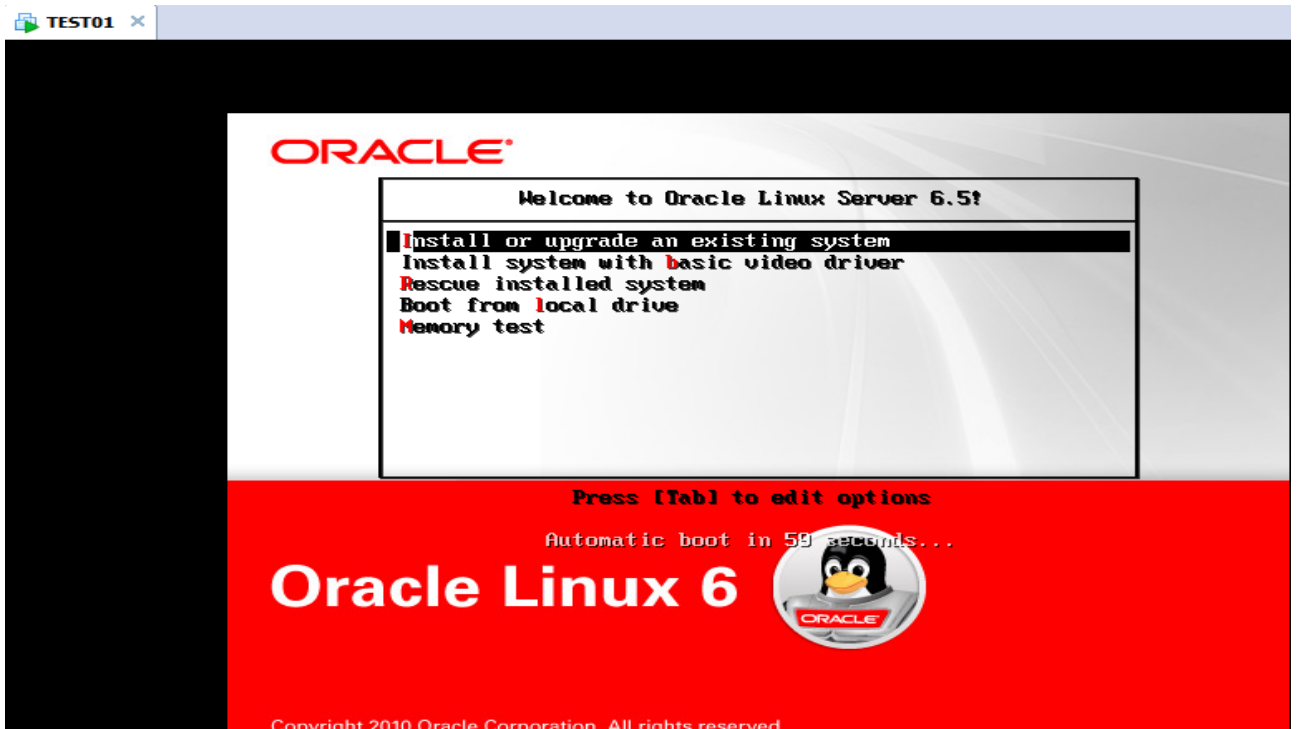 TEST01
ORACLE
Welcome to Oracle Linux Server 6.5!
Install or upgrade an existing system
Install system with basic video driver
Rescue installed system
Boot from local drive
Memory test
Press [Tab] to edit options
Automatic boot in 59 seconds...
Oracle Linux 6
ORACLE
Copyright 2010 Oracle Corporation. All rights reserved